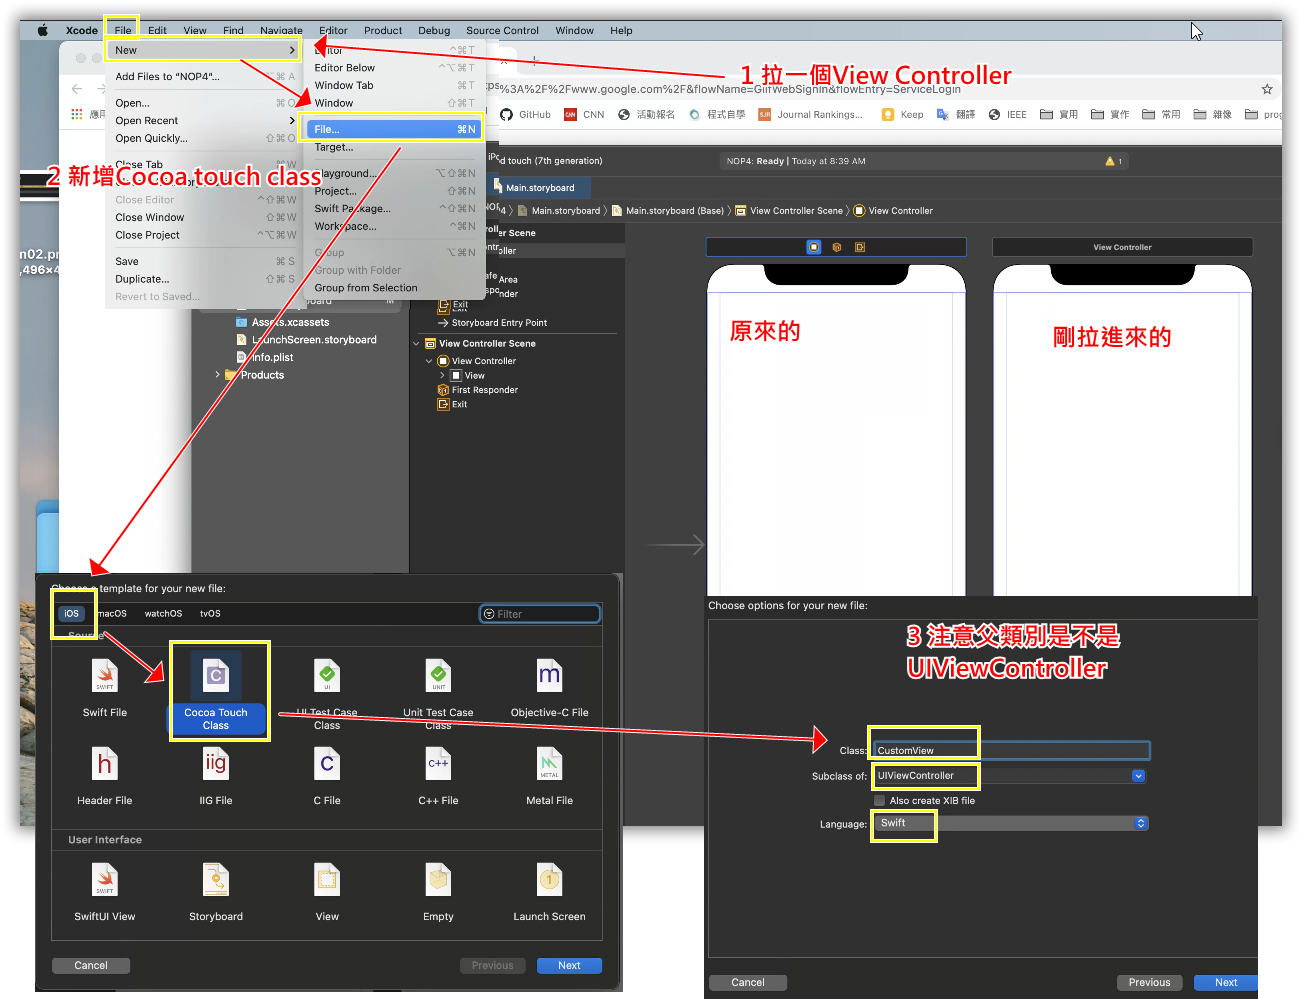 Xcode File Edit View Find Navigate Editor Product Debug Source Control Window Help
New
Add Files to “NOP4”...
Open...
Open Recent
Open Quickly...
⇧⌘O
Close Tab
Close Editor
^⇧⌘W
Close Window
⇧⌘W
Close Project
^⌥⌘W
Save
⌘S
Duplicate...
⇧⌘S
Revert to Saved...
Editor
^⌘T
Editor Below
^⌥⌘T
Window Tab
⌘T
Window
⇧⌘T
File...
⌘N
Target...
Playground...
⌥⇧⌘N
Project...
⇧⌘N
Swift Package...
^⇧⌘N
Workspace...
^⌘N
Group
⌥⌘N
Group with Folder
Group from Selection
1 拉一個View Controller
2 新增Cocoa touch class
%3A%2F%2Fwww.google.com%2F&flowName=GlifWebSignIn&flowEntry=ServiceLogin
GitHub CNN 活動報名 程式自學 Journal Rankings... Keep 翻譯 IEEE 實用 實作 常用 雜像 prog
d touch (7th generation)
NOP4: Ready | Today at 8:39 AM
1
Main.storyboard
Main.storyboard Main.storyboard (Base) View Controller Scene View Controller
er Scene
Area
Exit
Storyboard Entry Point
View Controller Scene
View Controller
View
First Responder
Exit
Assets.xcassets
LaunchScreen.storyboard
Info.plist
Products
View Controller
原來的
剛拉進來的
Choose a template for your new file:
iOS macOS watchOS tvOS
Filter
Source
Swift File
Cocoa Touch Class
UI Test Case Class
Unit Test Case Class
Objective-C File
Header File
IIG File
C File
C++ File
Metal File
User Interface
SwiftUI View
Storyboard
View
Empty
Launch Screen
Cancel
Previous
Next
Choose options for your new file:
3 注意父類別是不是
UIViewController
Class: CustomView
Subclass of: UIViewController
Also create XIB file
Language: Swift
Cancel
Previous
Next